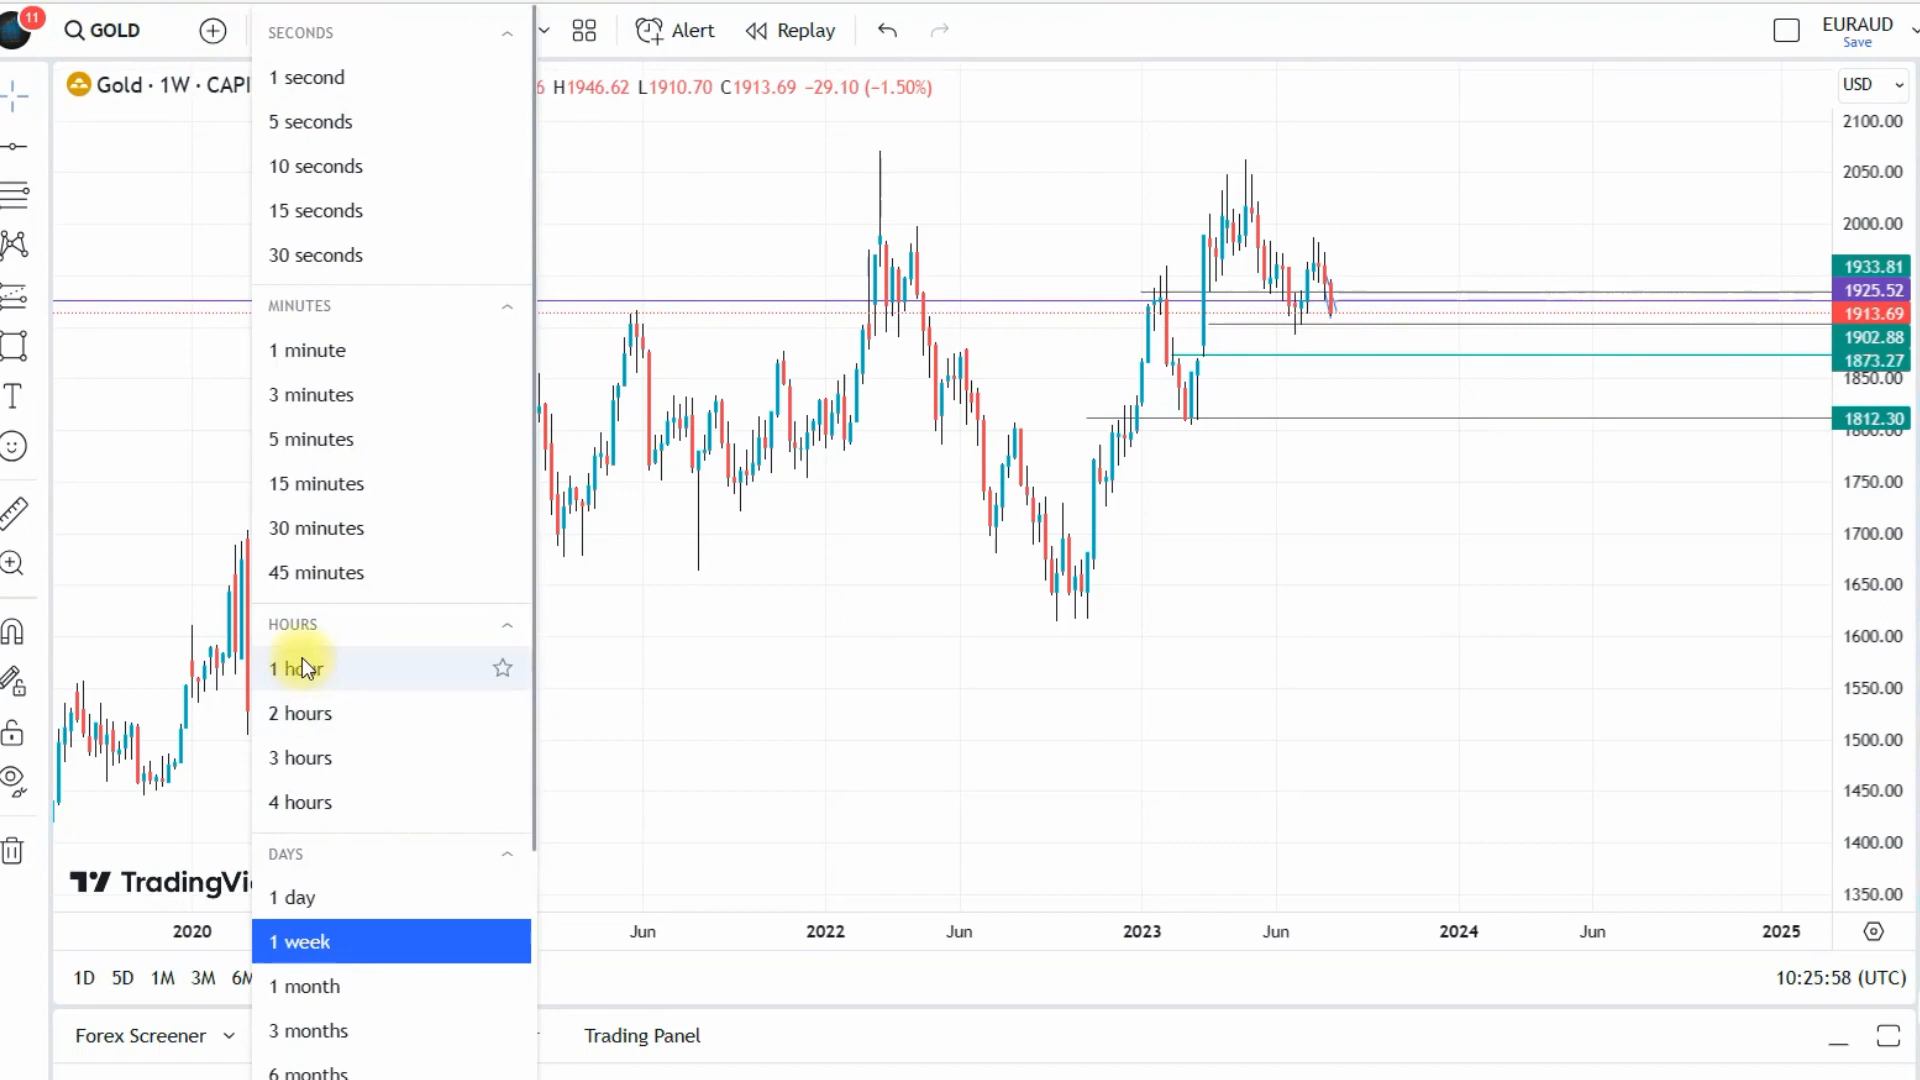 11
GOLD
Alert
Replay
EURAUD
Save
Gold · 1W · CAPI
6 H1946.62 L1910.70 C1913.69 −29.10 (−1.50%)
USD
SECONDS
1 second
5 seconds
10 seconds
15 seconds
30 seconds
MINUTES
1 minute
3 minutes
5 minutes
15 minutes
30 minutes
45 minutes
HOURS
1 hour
2 hours
3 hours
4 hours
DAYS
1 day
1 week
1 month
3 months
6 months
2100.00
2050.00
2000.00
1933.81
1925.52
1913.69
1902.88
1873.27
1850.00
1812.30
1800.00
1750.00
1700.00
1650.00
1600.00
1550.00
1500.00
1450.00
1400.00
1350.00
TradingVi
2020 Jun 2022 Jun 2023 Jun 2024 Jun 2025
1D 5D 1M 3M 6M
10:25:58 (UTC)
Forex Screener
Trading Panel